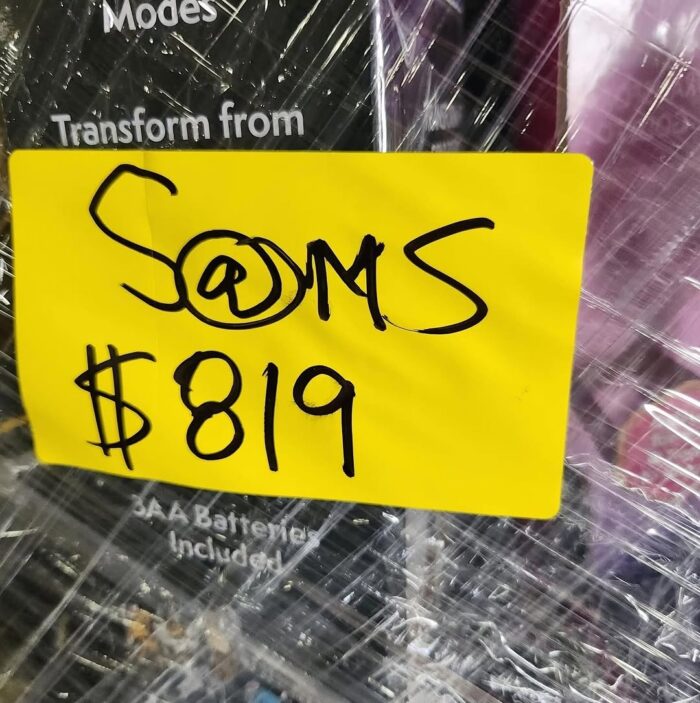 Modes
Transform from
S@MS
$819
3AA Batteries
Included